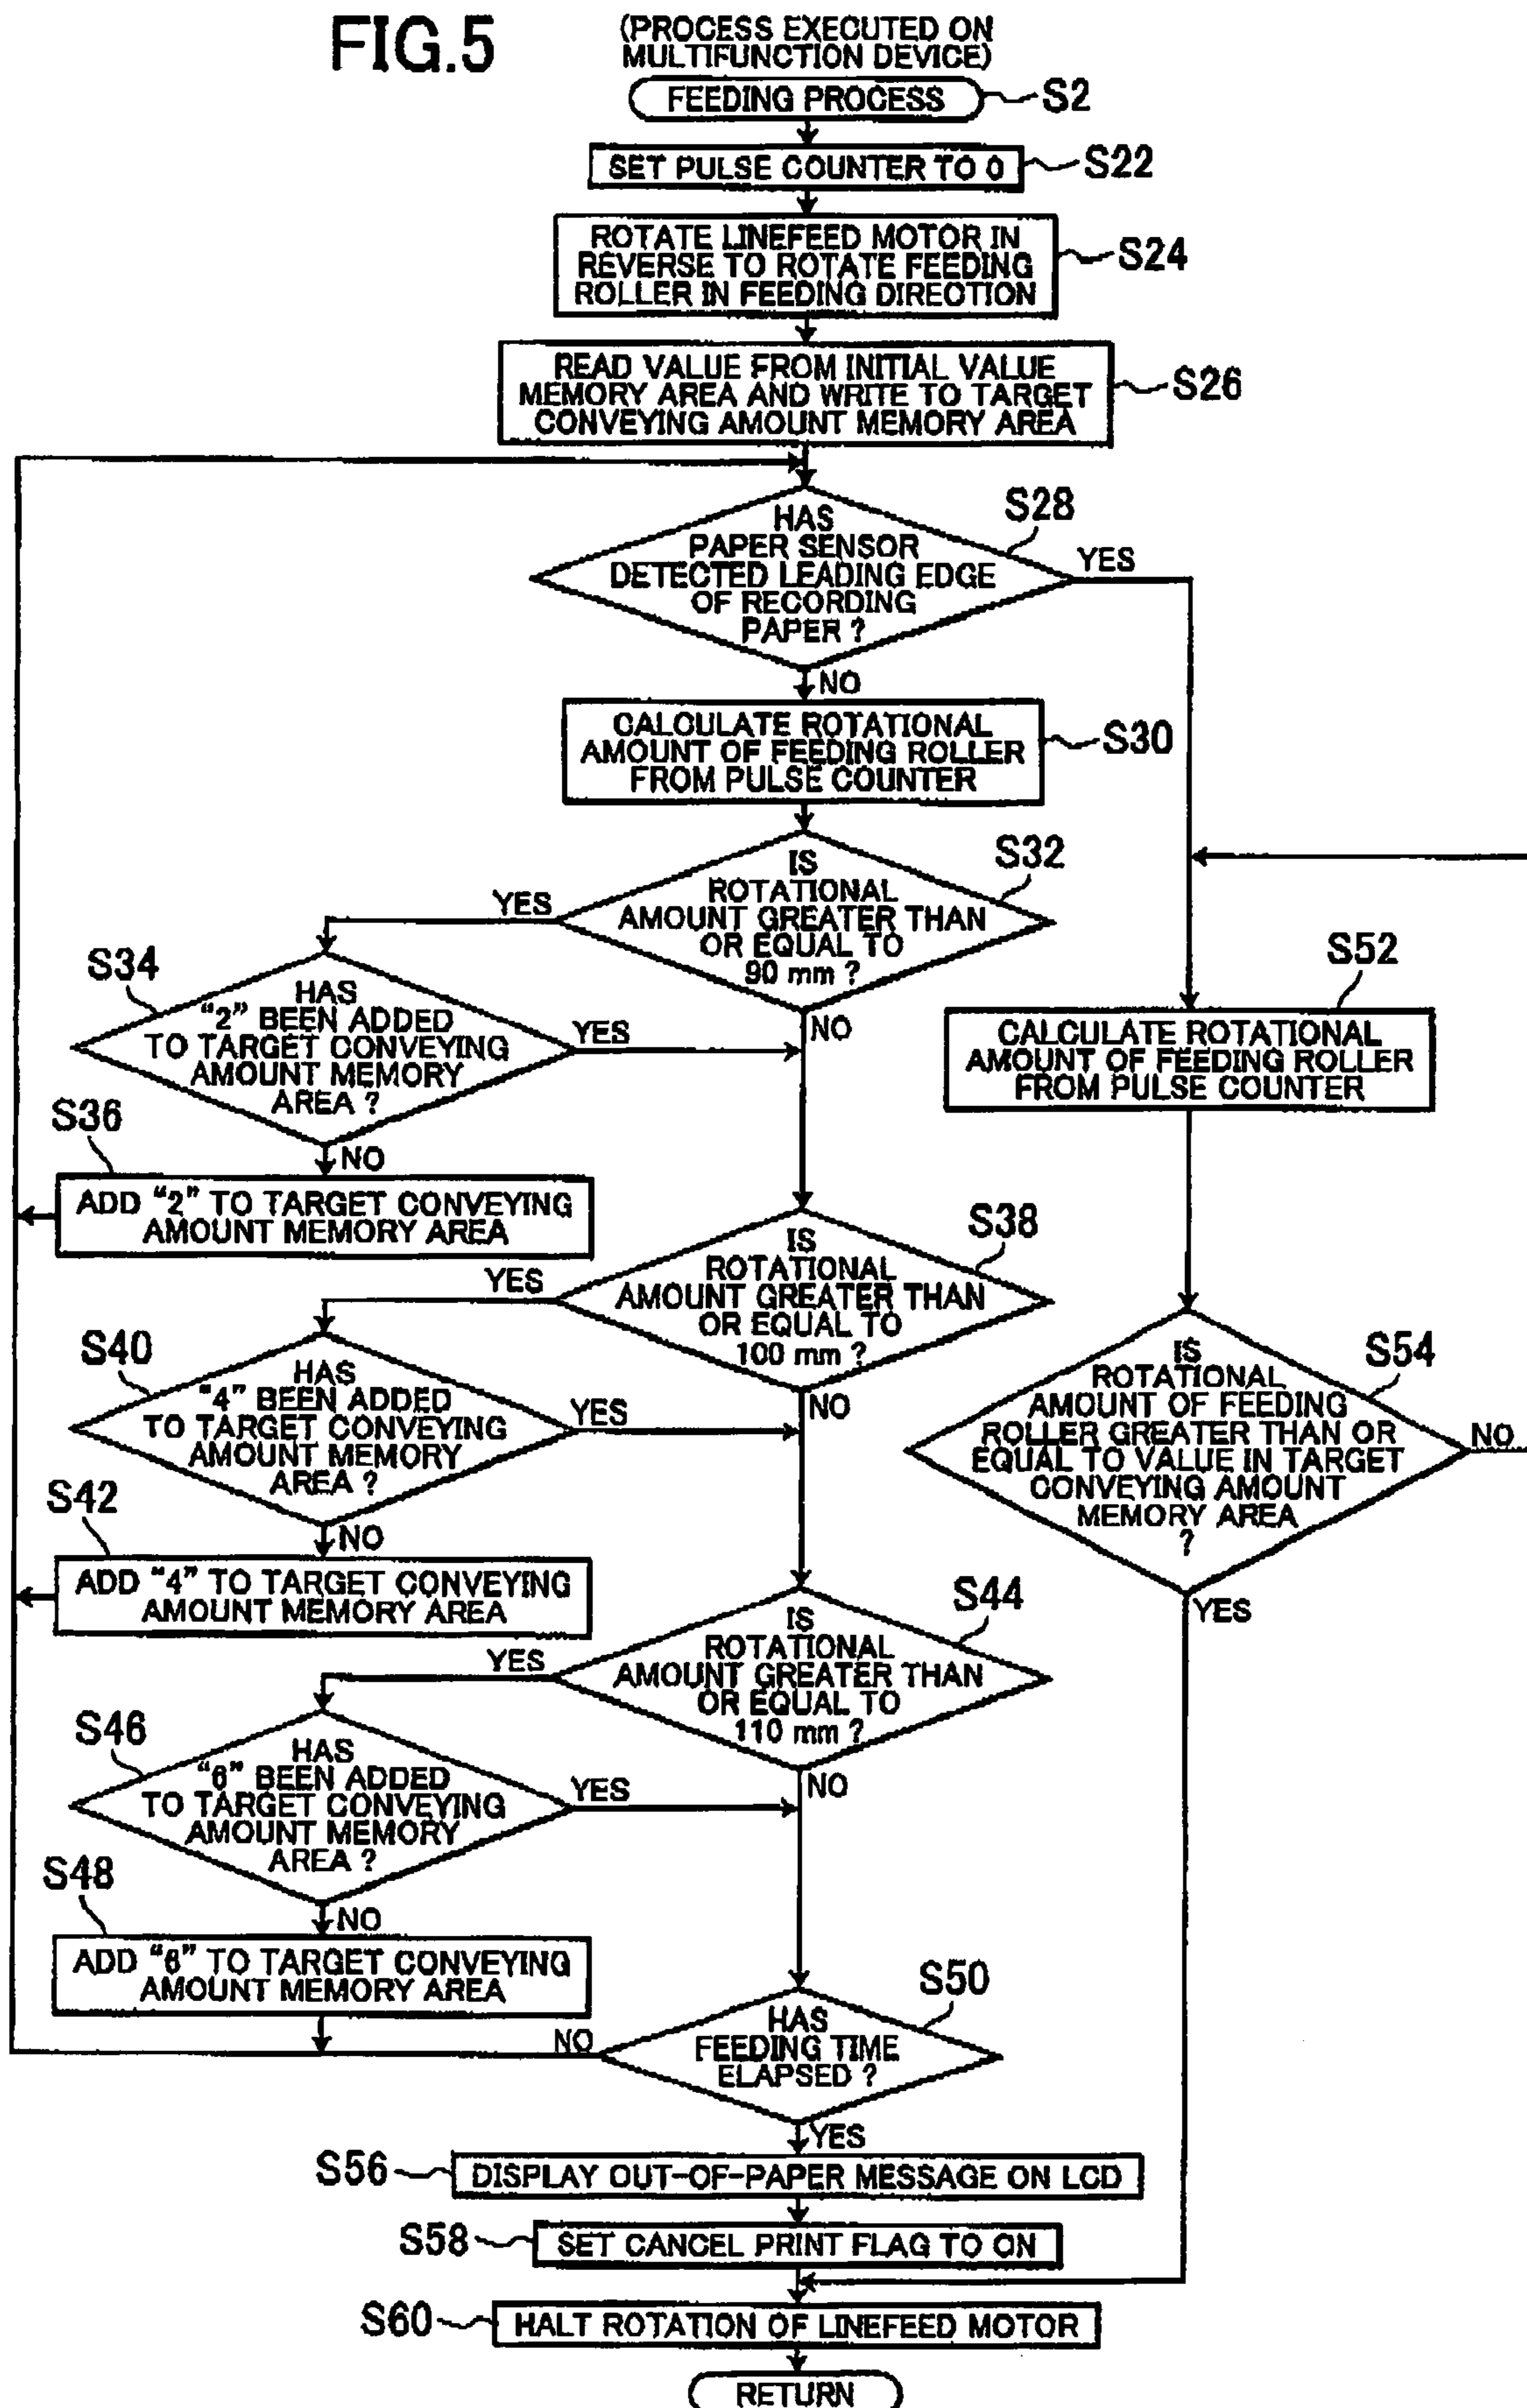 FIG.5
(PROCESS EXECUTED ON
MULTIFUNCTION DEVICE)
FEEDING PROCESS
S2
SET PULSE COUNTER TO 0
S22
ROTATE LINEFEED MOTOR IN
REVERSE TO ROTATE FEEDING
ROLLER IN FEEDING DIRECTION
S24
READ VALUE FROM INITIAL VALUE
MEMORY AREA AND WRITE TO TARGET
CONVEYING AMOUNT MEMORY AREA
S26
HAS
PAPER SENSOR
DETECTED LEADING EDGE
OF RECORDING
PAPER ?
S28
YES
NO
CALCULATE ROTATIONAL
AMOUNT OF FEEDING ROLLER
FROM PULSE COUNTER
S30
IS
ROTATIONAL
AMOUNT GREATER THAN
OR EQUAL TO
90 mm ?
S32
YES
NO
S34
HAS
"2" BEEN ADDED
TO TARGET CONVEYING
AMOUNT MEMORY
AREA ?
YES
NO
S36
ADD "2" TO TARGET CONVEYING
AMOUNT MEMORY AREA
S52
CALCULATE ROTATIONAL
AMOUNT OF FEEDING ROLLER
FROM PULSE COUNTER
IS
ROTATIONAL
AMOUNT GREATER THAN
OR EQUAL TO
100 mm ?
S38
YES
NO
S40
HAS
"4" BEEN ADDED
TO TARGET CONVEYING
AMOUNT MEMORY
AREA ?
YES
NO
S42
ADD "4" TO TARGET CONVEYING
AMOUNT MEMORY AREA
S54
IS
ROTATIONAL
AMOUNT OF FEEDING
ROLLER GREATER THAN OR
EQUAL TO VALUE IN TARGET
CONVEYING AMOUNT
MEMORY AREA
?
NO
YES
IS
ROTATIONAL
AMOUNT GREATER THAN
OR EQUAL TO
110 mm ?
S44
YES
NO
S46
HAS
"6" BEEN ADDED
TO TARGET CONVEYING
AMOUNT MEMORY
AREA ?
YES
NO
S48
ADD "6" TO TARGET CONVEYING
AMOUNT MEMORY AREA
HAS
FEEDING TIME
ELAPSED ?
S50
NO
YES
S56
DISPLAY OUT-OF-PAPER MESSAGE ON LCD
S58
SET CANCEL PRINT FLAG TO ON
S60
HALT ROTATION OF LINEFEED MOTOR
RETURN